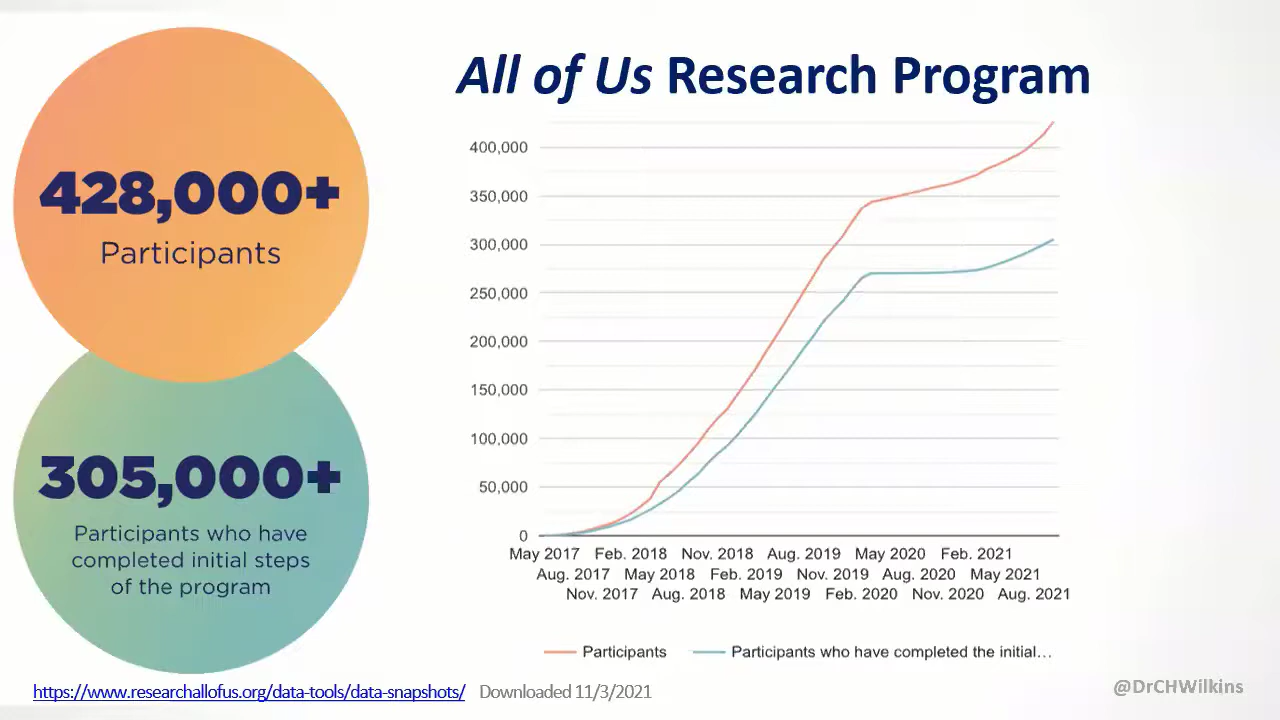 All of Us Research Program
428,000+
Participants
305,000+
Participants who have
completed initial steps
of the program
400,000
350,000
300,000
250,000
200,000
150,000
100,000
50,000
0
May 2017 Feb. 2018 Nov. 2018 Aug. 2019 May 2020 Feb. 2021
Aug. 2017 May 2018 Feb. 2019 Nov. 2019 Aug. 2020 May 2021
Nov. 2017 Aug. 2018 May 2019 Feb. 2020 Nov. 2020 Aug. 2021
Participants Participants who have completed the initial...
https://www.researchallofus.org/data-tools/data-snapshots/ Downloaded 11/3/2021
@DrCHWilkins